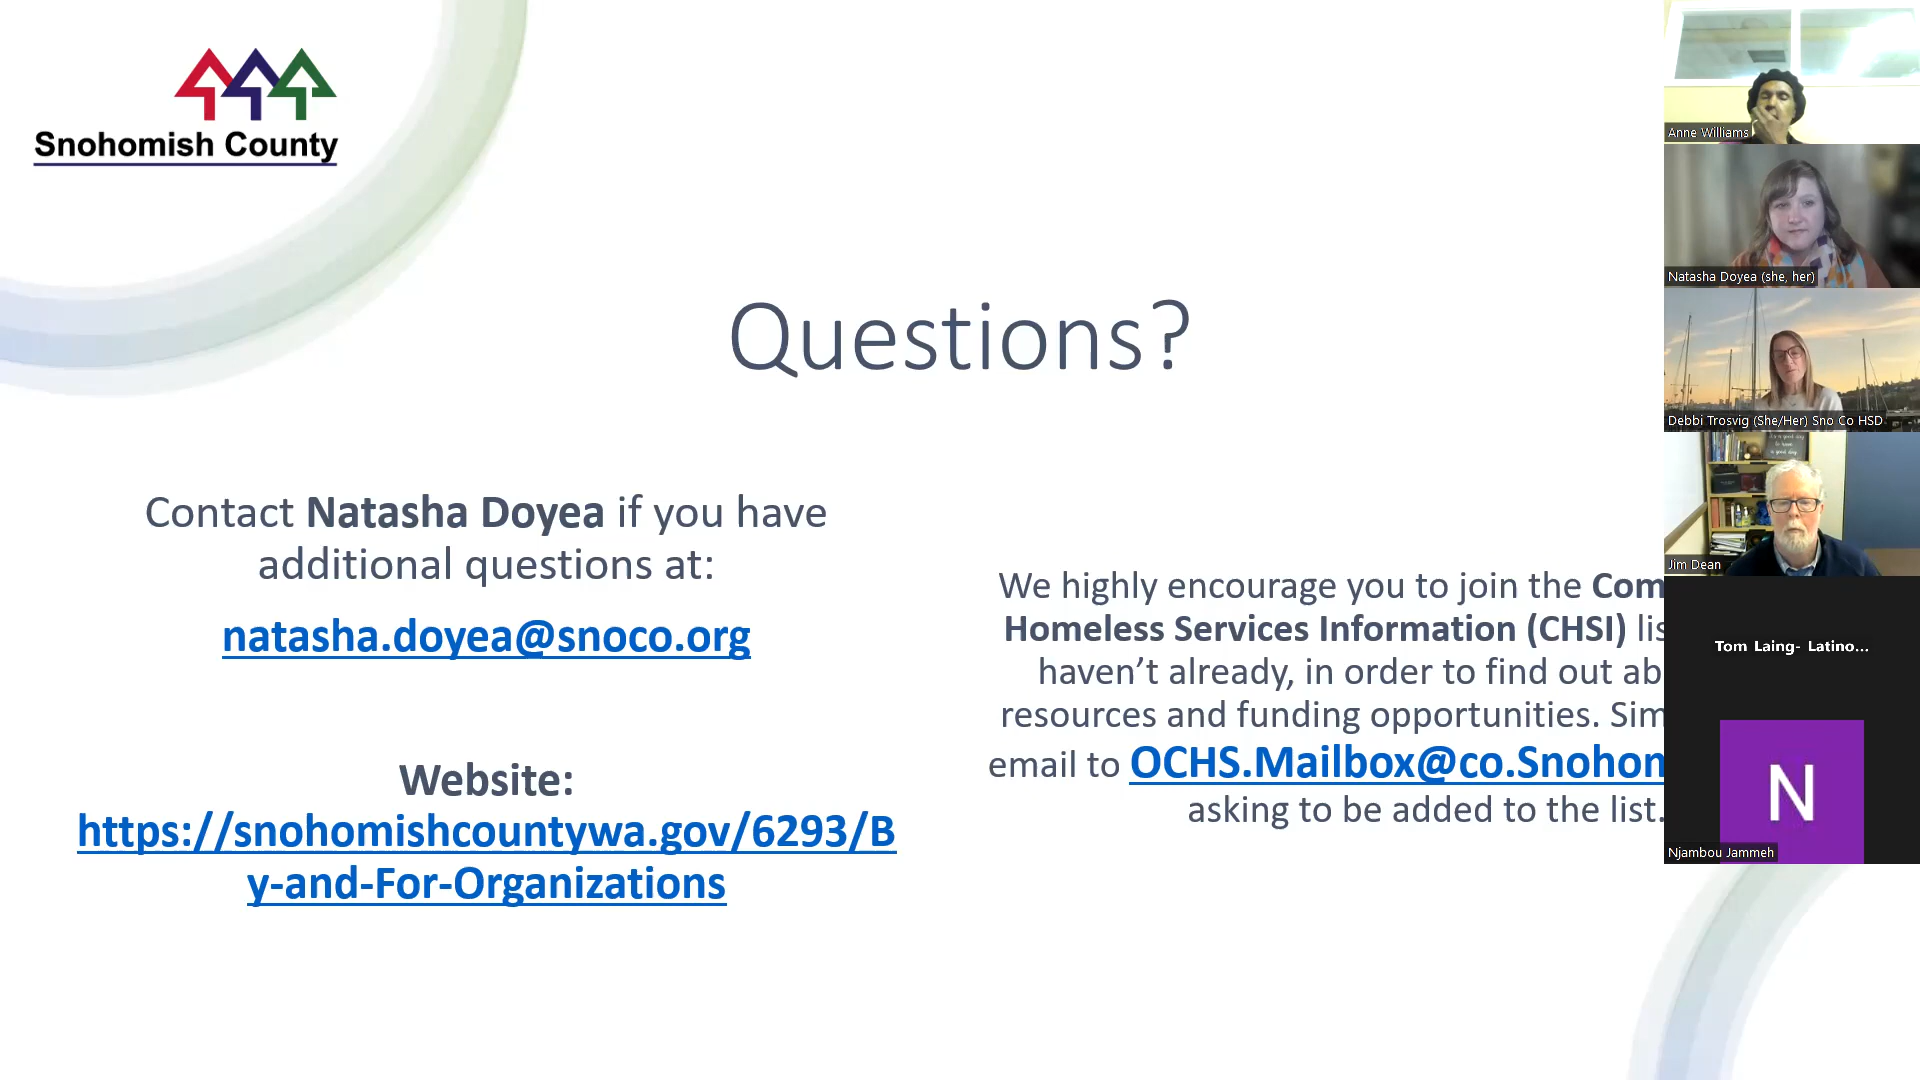 Snohomish County
Questions?
Contact Natasha Doyea if you have
additional questions at:
natasha.doyea@snoco.org
Website:
https://snohomishcountywa.gov/6293/B
y-and-For-Organizations
We highly encourage you to join the Com
Homeless Services Information (CHSI) lis
haven’t already, in order to find out ab
resources and funding opportunities. Sim
email to OCHS.Mailbox@co.Snohom
asking to be added to the list.
Anne Williams
Natasha Doyea (she, her)
Debbi Trosvig (She/Her) Sno Co HSD
Jim Dean
Tom Laing- Latino...
N
Njambou Jammeh